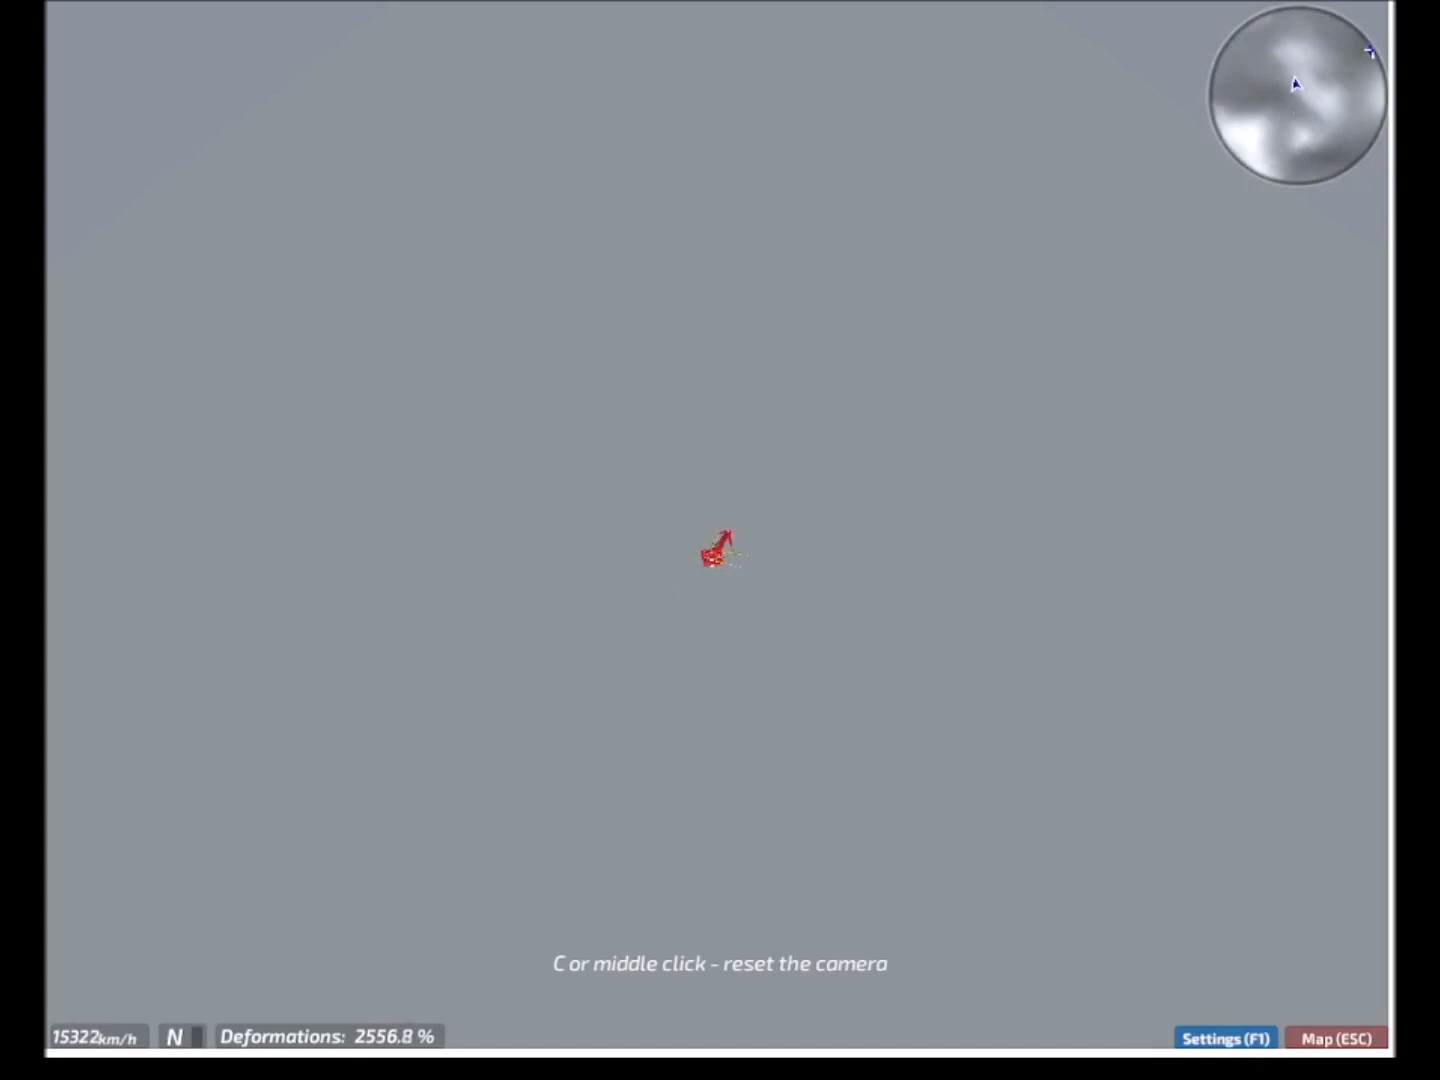 C or middle click - reset the camera
15322km/h N Deformations: 2556.8 % Settings (F1) Map (ESC)